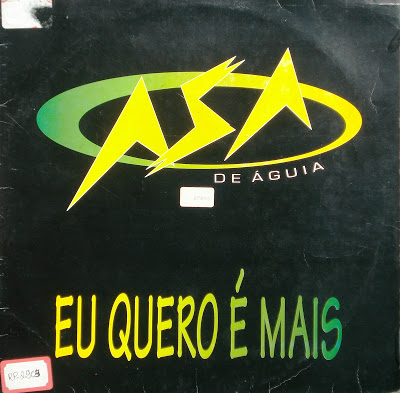 ASA
DE ÁGUIA
EU QUERO É MAIS